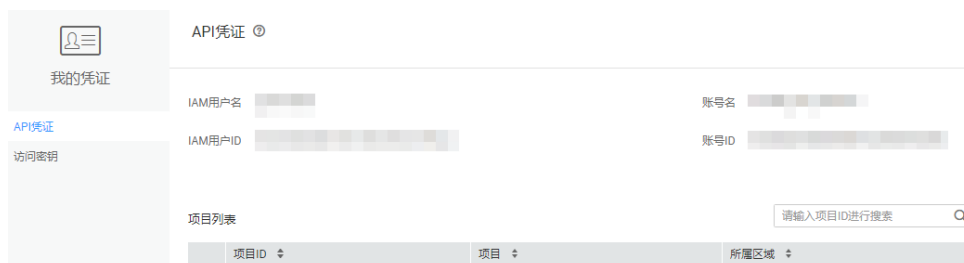 我的凭证
API凭证
访问密钥
API凭证 ?
IAM用户名
账号名
IAM用户ID
账号ID
项目列表
请输入项目ID进行搜索
项目ID
项目
所属区域